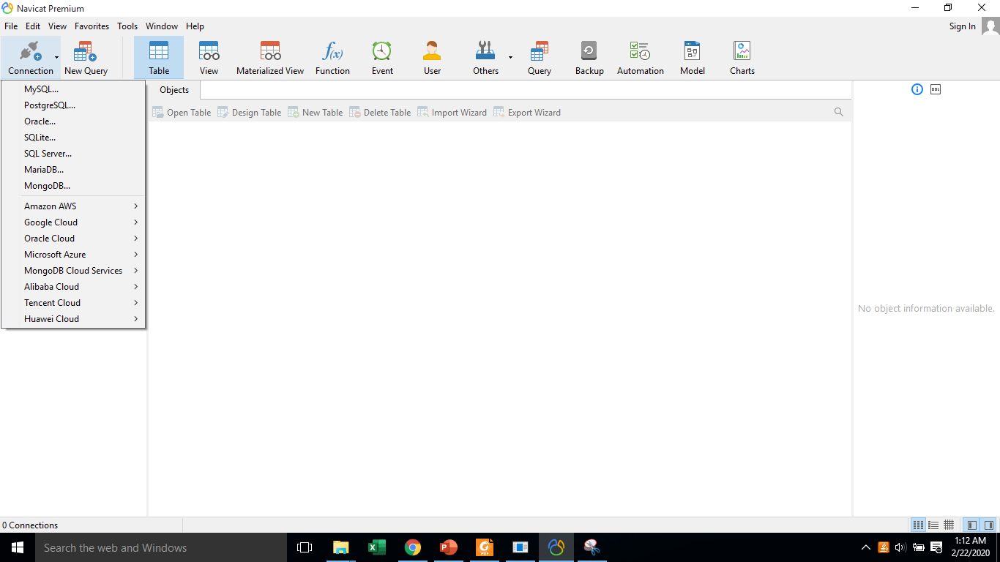 Navicat Premium
File Edit View Favorites Tools Window Help Sign In
Connection New Query Table View Materialized View Function Event User Others Query Backup Automation Model Charts
MySQL...
PostgreSQL...
Oracle...
SQLite...
SQL Server...
MariaDB...
MongoDB...
Amazon AWS
Google Cloud
Oracle Cloud
Microsoft Azure
MongoDB Cloud Services
Alibaba Cloud
Tencent Cloud
Huawei Cloud
Objects
DDL
Open Table Design Table New Table Delete Table Import Wizard Export Wizard
No object information available.
0 Connections
Search the web and Windows
PDF
1:12 AM
2/22/2020